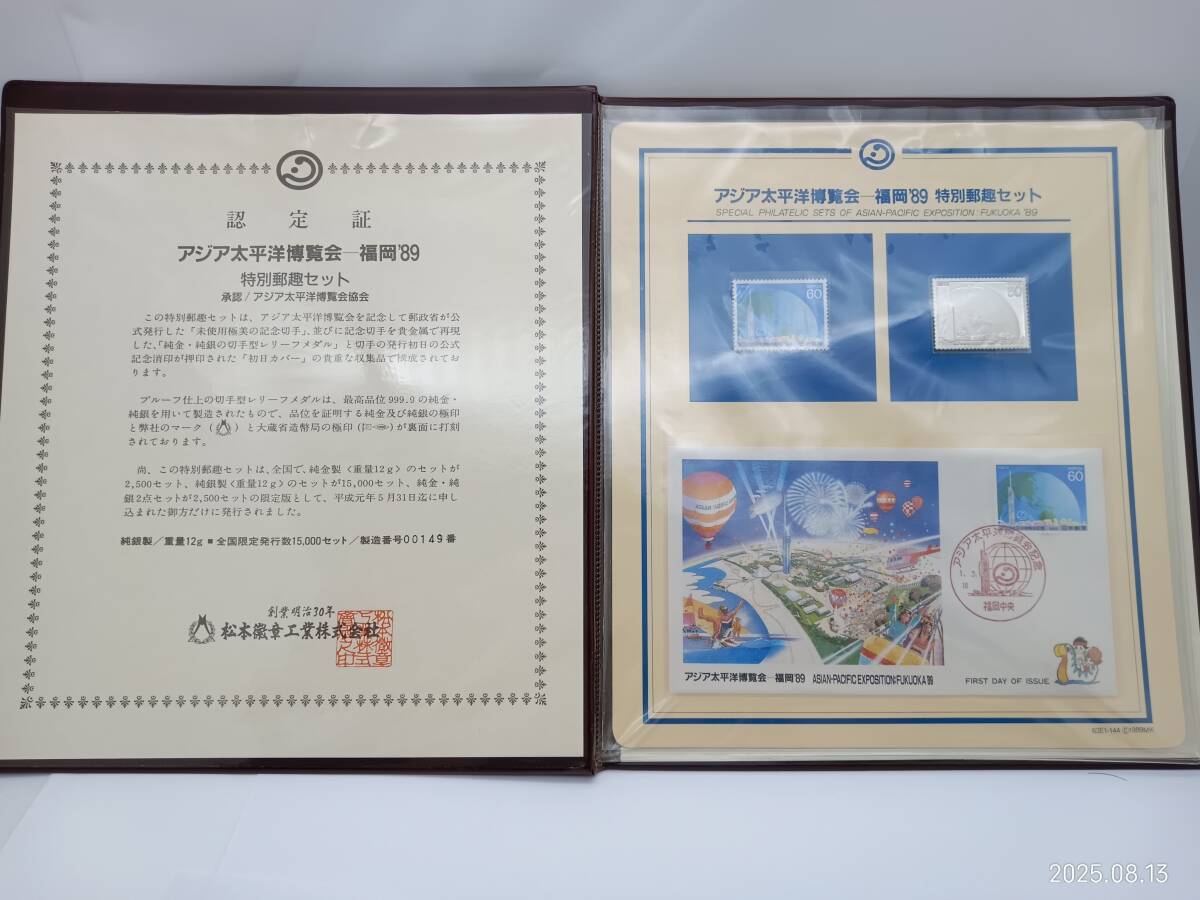 認定証
アジア太平洋博覧会―福岡'89
特別郵趣セット
承認/アジア太平洋博覧会協会
この特別郵趣セットは、アジア太平洋博覧会を記念して郵政省が公
式発行した「未使用極美の記念切手」、並びに記念切手を貴金属で再現
した、「純金・純銀の切手型レリーフメダル」と切手の発行初日の公式
記念消印が押印された「初日カバー」の貴重な収集品で構成されてお
ります。
プルーフ仕上の切手型レリーフメダルは、最高品位999.9の純金・
純銀を用いて製造されたもので、品位を証明する純金及び純銀の極印
と弊社のマーク( )と大蔵省造幣局の極印( )が裏面に打刻
されております。
尚、この特別郵趣セットは、全国で、純金製〈重量12g〉のセットが
2,500セット、純銀製〈重量12g〉のセットが15,000セット、純金・純
銀2点セットが2,500セットの限定版として、平成元年5月31日迄に申し
込まれた御方だけに発行されました。
純銀製/重量12g ■ 全国限定発行数15,000セット/製造番号00149番
創業明治30年
松本徽章工業株式会社
アジア太平洋博覧会―福岡'89 特別郵趣セット
SPECIAL PHILATELIC SETS OF ASIAN-PACIFIC EXPOSITION: FUKUOKA '89
60
60
60
アジア太平洋博覧会記念
1. 3.
福岡中央
アジア太平洋博覧会―福岡'89 ASIAN-PACIFIC EXPOSITION:FUKUOKA'89
FIRST DAY OF ISSUE
63E1-144 ©1989MK
2025.08.13